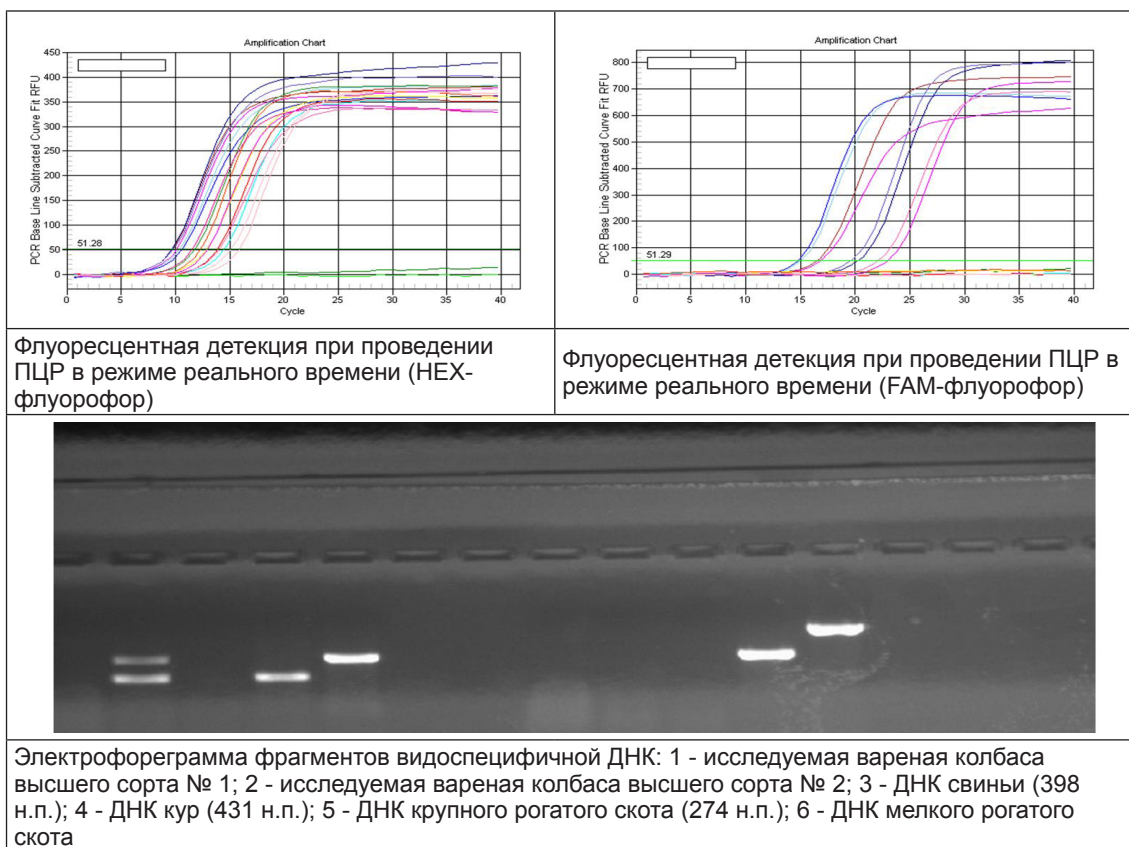 Amplification Chart
PCR Base Line Subtracted Curve Fit RFU
450
400
350
300
250
200
150
100
50
0
51.28
0 5 10 15 20 25 30 35 40
Cycle
Amplification Chart
PCR Base Line Subtracted Curve Fit RFU
800
700
600
500
400
300
200
100
0
51.29
0 5 10 15 20 25 30 35 40
Cycle
Флуоресцентная детекция при проведении
ПЦР в режиме реального времени (HEX-
флуорофор)
Флуоресцентная детекция при проведении ПЦР в
режиме реального времени (FAM-флуорофор)
Электрофореграмма фрагментов видоспецифичной ДНК: 1 - исследуемая вареная колбаса
высшего сорта № 1; 2 - исследуемая вареная колбаса высшего сорта № 2; 3 - ДНК свиньи (398
н.п.); 4 - ДНК кур (431 н.п.); 5 - ДНК крупного рогатого скота (274 н.п.); 6 - ДНК мелкого рогатого
скота